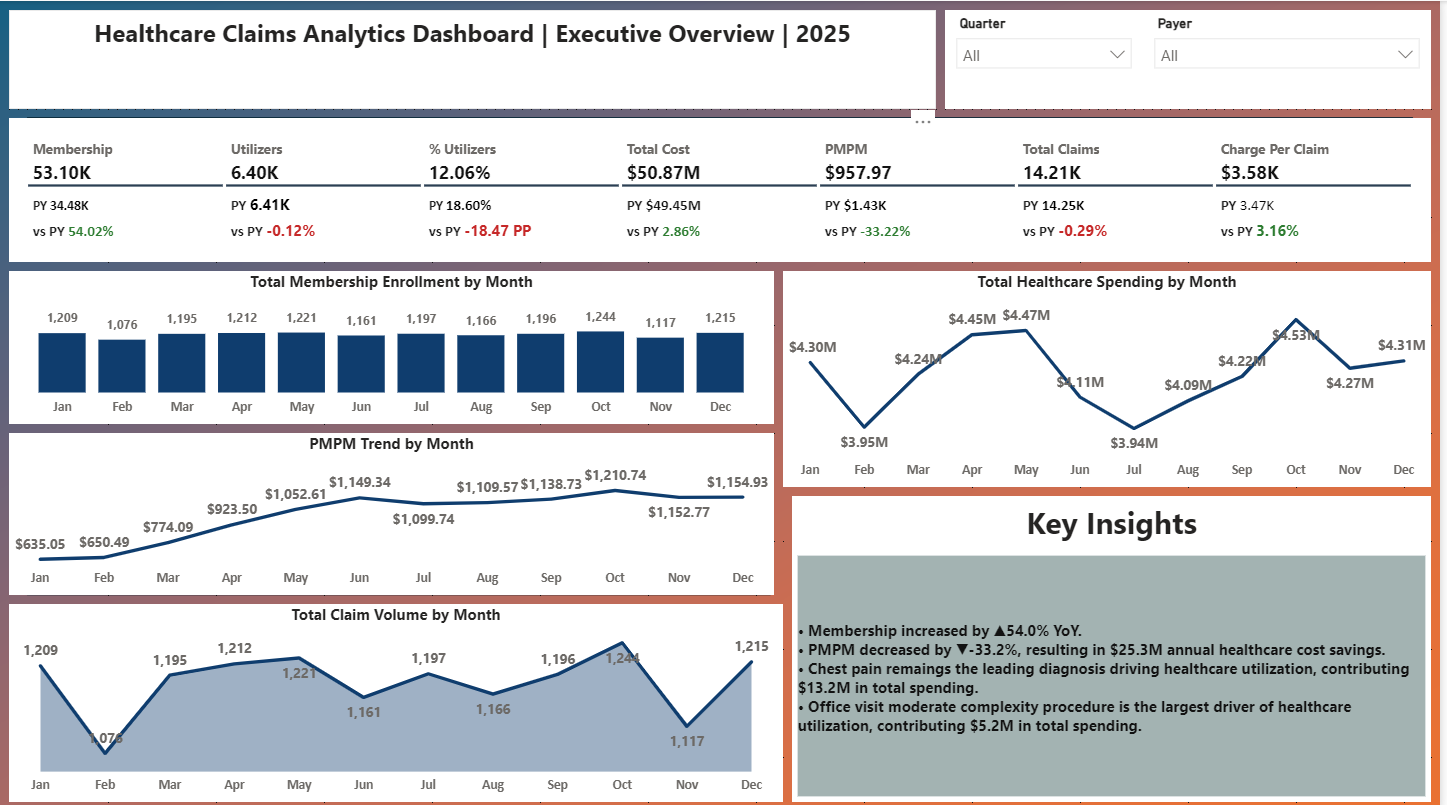 Healthcare Claims Analytics Dashboard | Executive Overview | 2025
Quarter
All
Payer
All
...
Membership
53.10K
PY 34.48K
vs PY 54.02%
Utilizers
6.40K
PY 6.41K
vs PY -0.12%
% Utilizers
12.06%
PY 18.60%
vs PY -18.47 PP
Total Cost
$50.87M
PY $49.45M
vs PY 2.86%
PMPM
$957.97
PY $1.43K
vs PY -33.22%
Total Claims
14.21K
PY 14.25K
vs PY -0.29%
Charge Per Claim
$3.58K
PY 3.47K
vs PY 3.16%
Total Membership Enrollment by Month
1,209 1,076 1,195 1,212 1,221 1,161 1,197 1,166 1,196 1,244 1,117 1,215
Jan Feb Mar Apr May Jun Jul Aug Sep Oct Nov Dec
Total Healthcare Spending by Month
$4.30M $3.95M $4.24M $4.45M $4.47M $4.11M $3.94M $4.09M $4.22M $4.53M $4.27M $4.31M
Jan Feb Mar Apr May Jun Jul Aug Sep Oct Nov Dec
PMPM Trend by Month
$635.05 $650.49 $774.09 $923.50 $1,052.61 $1,149.34 $1,099.74 $1,109.57 $1,138.73 $1,210.74 $1,152.77 $1,154.93
Jan Feb Mar Apr May Jun Jul Aug Sep Oct Nov Dec
Total Claim Volume by Month
1,209 1,076 1,195 1,212 1,221 1,161 1,197 1,166 1,196 1,244 1,117 1,215
Jan Feb Mar Apr May Jun Jul Aug Sep Oct Nov Dec
Key Insights
• Membership increased by ▲54.0% YoY.
• PMPM decreased by ▼-33.2%, resulting in $25.3M annual healthcare cost savings.
• Chest pain remaings the leading diagnosis driving healthcare utilization, contributing
$13.2M in total spending.
• Office visit moderate complexity procedure is the largest driver of healthcare
utilization, contributing $5.2M in total spending.